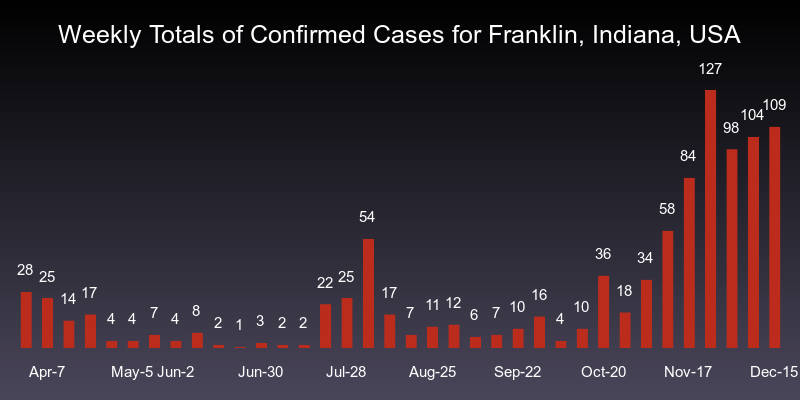 Weekly Totals of Confirmed Cases for Franklin, Indiana, USA
28 25 14 17 4 4 7 4 8 2 1 3 2 2 22 25 54 17 7 11 12 6 7 10 16 4 10 36 18 34 58 84 127 98 104 109
Apr-7 May-5 Jun-2 Jun-30 Jul-28 Aug-25 Sep-22 Oct-20 Nov-17 Dec-15